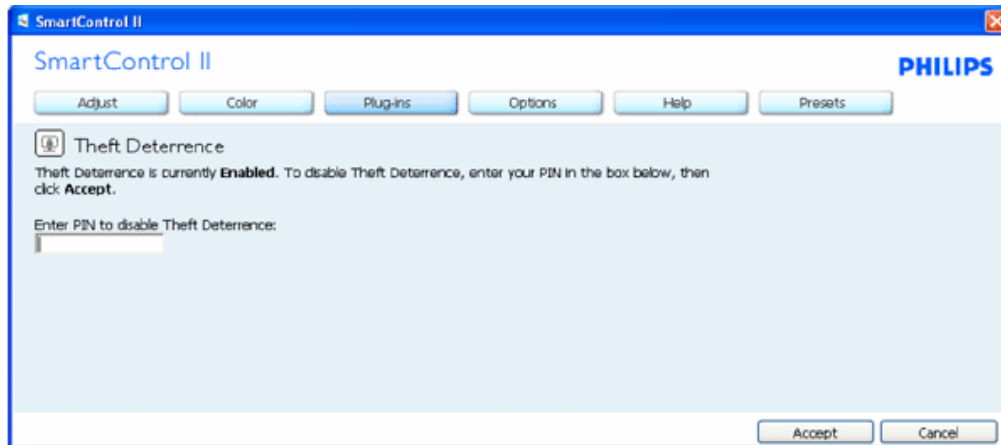 SmartControl II
SmartControl II
PHILIPS
Adjust Color Plug-ins Options Help Presets
Theft Deterrence
Theft Deterrence is currently Enabled. To disable Theft Deterrence, enter your PIN in the box below, then
click Accept.
Enter PIN to disable Theft Deterrence:
Accept Cancel